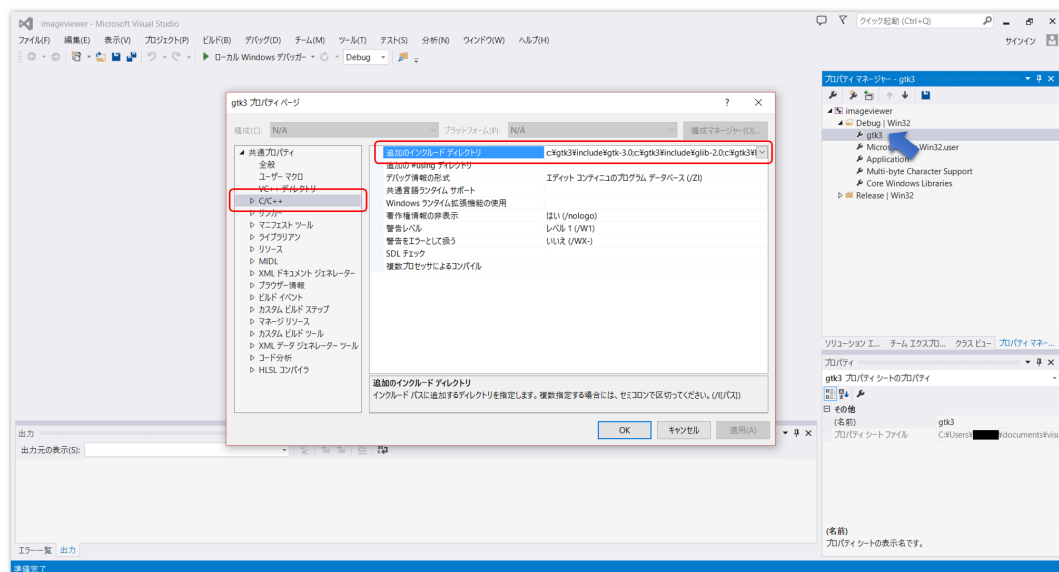 imageviewer - Microsoft Visual Studio
クイック起動 (Ctrl+Q)
ファイル(F) 編集(E) 表示(V) プロジェクト(P) ビルド(B) デバッグ(D) チーム(M) ツール(T) テスト(S) 分析(N) ウィンドウ(W) ヘルプ(H)
サインイン
ローカル Windows デバッガー
Debug
プロパティ マネージャー - gtk3
imageviewer
Debug | Win32
gtk3
Win32.user
Application
Multi-byte Character Support
Core Windows Libraries
Release | Win32
gtk3 プロパティ ページ
? ×
構成(C): N/A
プラットフォーム(P): N/A
構成マネージャー(O)...
共通プロパティ
全般
ユーザー マクロ
VC++ ディレクトリ
C/C++
リンカー
マニフェスト ツール
ライブラリアン
リソース
MIDL
XML ドキュメント ジェネレーター
ブラウザー情報
ビルド イベント
カスタム ビルド ステップ
マネージ リソース
カスタム ビルド ツール
XML データ ジェネレーター ツール
コード分析
HLSL コンパイラ
追加のインクルード ディレクトリ c:¥gtk3¥include¥gtk-3.0;c:¥gtk3¥include¥glib-2.0;c:¥gtk3¥l
追加の #using ディレクトリ
デバッグ情報の形式 エディット コンティニュのプログラム データベース (/ZI)
共通言語ランタイム サポート
Windows ランタイム拡張機能の使用
著作権情報の非表示 はい (/nologo)
警告レベル レベル 1 (/W1)
警告をエラーとして扱う いいえ (/WX-)
SDL チェック
複数プロセッサによるコンパイル
追加のインクルード ディレクトリ
インクルード パスに追加するディレクトリを指定します。複数指定する場合には、セミコロンで区切ってください。(/I[パス])
OK キャンセル 適用(A)
ソリューション エ... チーム エクスプロ... クラス ビュー プロパティ マネー...
プロパティ
gtk3 プロパティ シートのプロパティ
その他
(名前) gtk3
プロパティ シート ファイル C:¥Users¥ ¥documents¥visu
(名前)
プロパティ シートの表示名です。
出力
出力元の表示(S):
エラー一覧 出力
準備完了